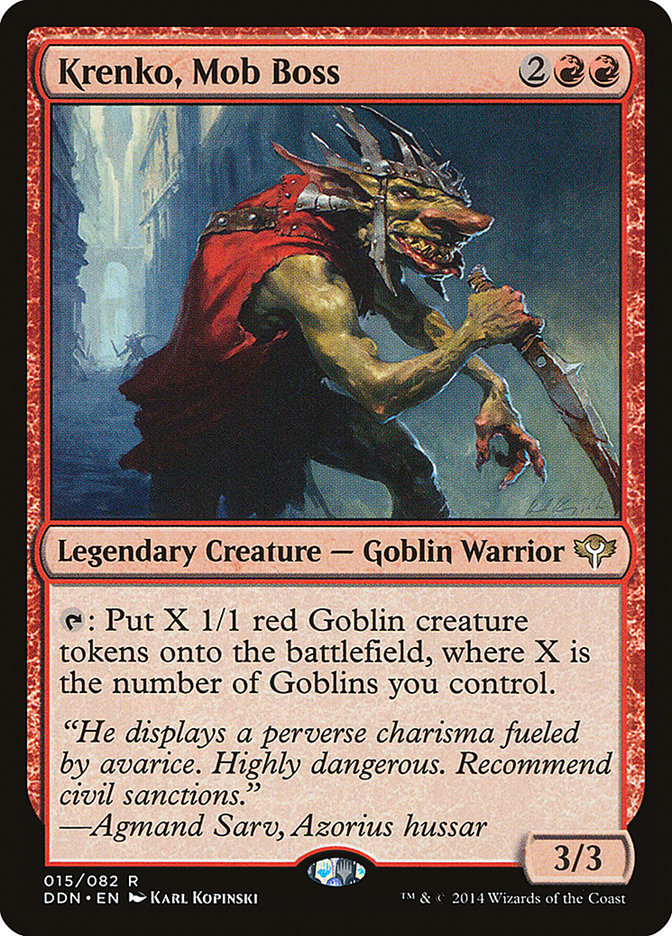 Krenko, Mob Boss 2
Legendary Creature — Goblin Warrior
: Put X 1/1 red Goblin creature
tokens onto the battlefield, where X is
the number of Goblins you control.
“He displays a perverse charisma fueled
by avarice. Highly dangerous. Recommend
civil sanctions.”
—Agmand Sarv, Azorius hussar
3/3
015/082 R
DDN • EN Karl Kopinski ™ & © 2014 Wizards of the Coast